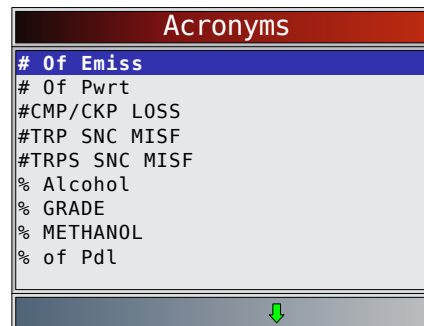 Acronyms
# Of Emiss
# Of Pwrt
#CMP/CKP LOSS
#TRP SNC MISF
#TRPS SNC MISF
% Alcohol
% GRADE
% METHANOL
% of Pdl